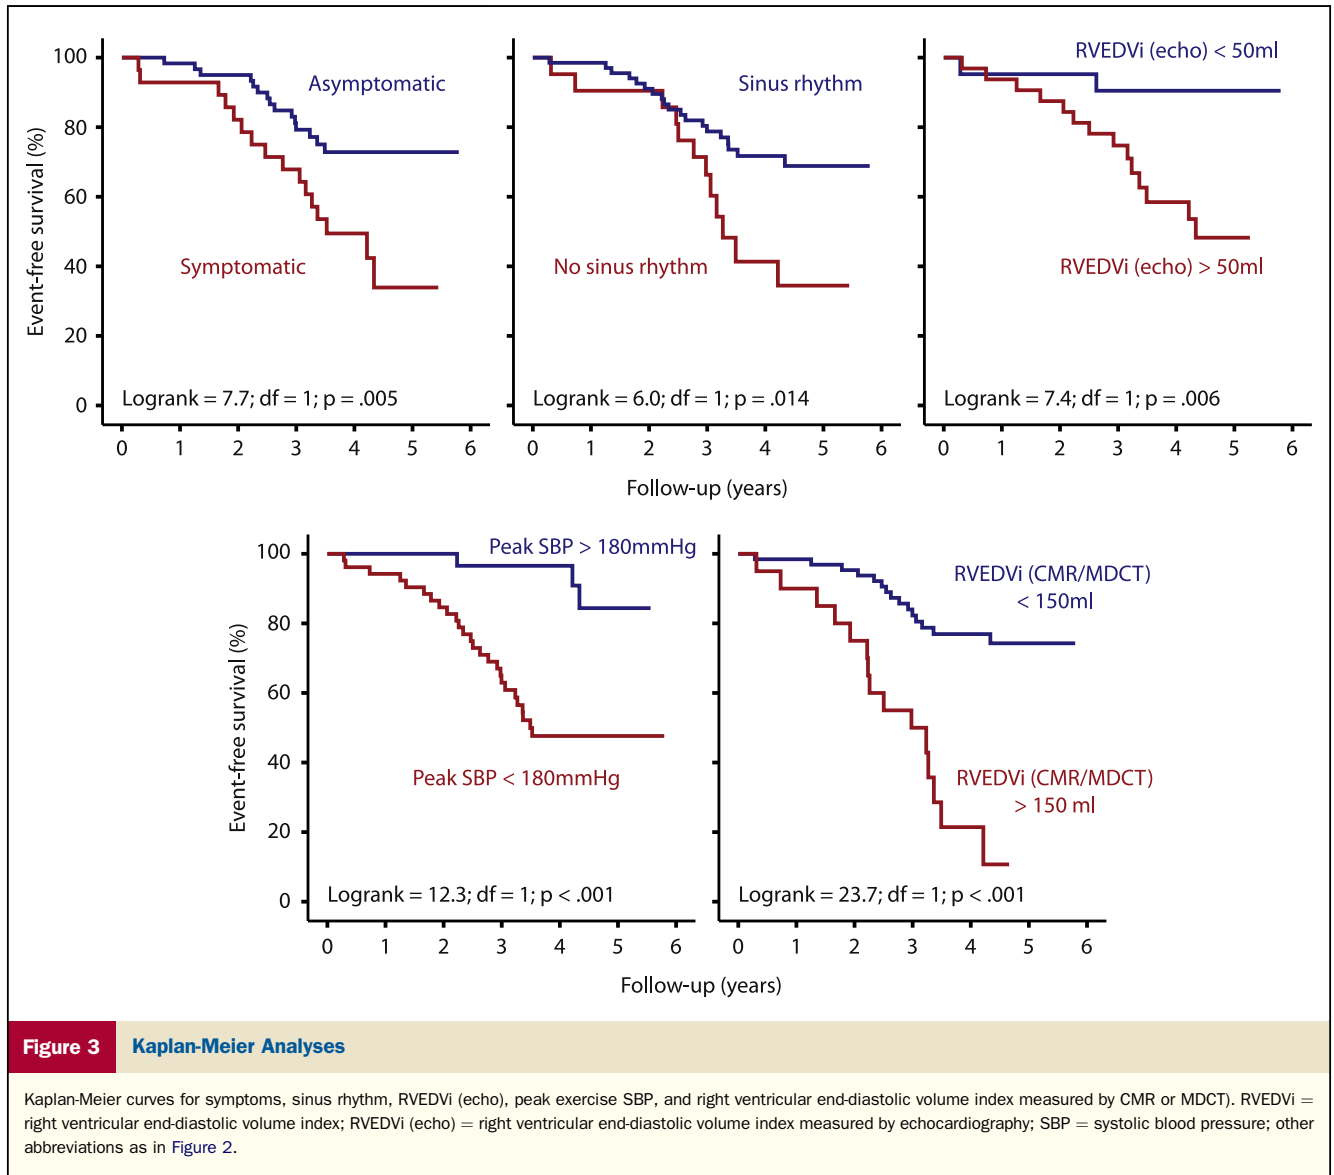 Event-free survival (%)
100
80
60
40
20
0
Asymptomatic
Symptomatic
Logrank = 7.7; df = 1; p = .005
0 1 2 3 4 5 6
Sinus rhythm
No sinus rhythm
Logrank = 6.0; df = 1; p = .014
0 1 2 3 4 5 6
RVEDVi (echo) < 50ml
RVEDVi (echo) > 50ml
Logrank = 7.4; df = 1; p = .006
0 1 2 3 4 5 6
Follow-up (years)
Event-free survival (%)
100
80
60
40
20
0
Peak SBP > 180mmHg
Peak SBP < 180mmHg
Logrank = 12.3; df = 1; p < .001
0 1 2 3 4 5 6
RVEDVi (CMR/MDCT)
< 150ml
RVEDVi (CMR/MDCT)
> 150 ml
Logrank = 23.7; df = 1; p < .001
0 1 2 3 4 5 6
Follow-up (years)
Figure 3 Kaplan-Meier Analyses
Kaplan-Meier curves for symptoms, sinus rhythm, RVEDVi (echo), peak exercise SBP, and right ventricular end-diastolic volume index measured by CMR or MDCT). RVEDVi =
right ventricular end-diastolic volume index; RVEDVi (echo) = right ventricular end-diastolic volume index measured by echocardiography; SBP = systolic blood pressure; other
abbreviations as in Figure 2.